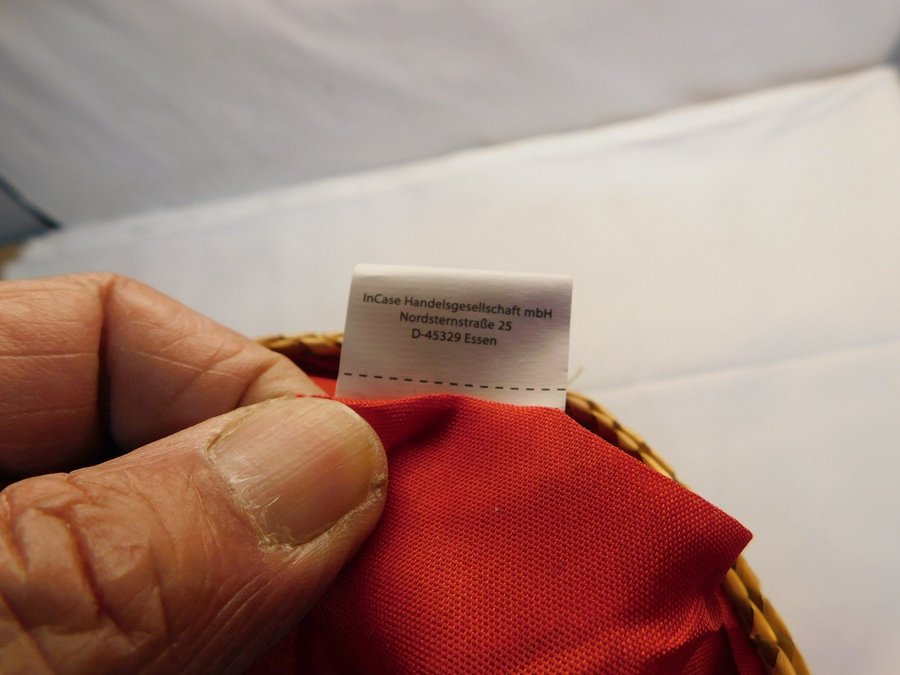 InCase Handelsgesellschaft mbH
Nordsternstraße 25
D-45329 Essen